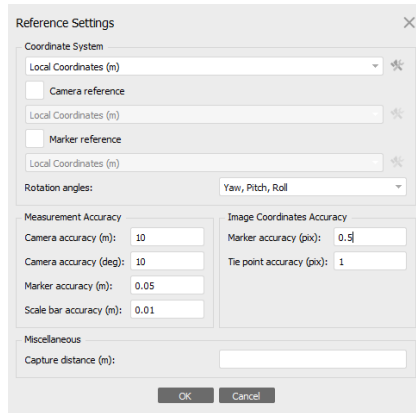 Reference Settings
Coordinate System
Local Coordinates (m)
Camera reference
Local Coordinates (m)
Marker reference
Local Coordinates (m)
Rotation angles: Yaw, Pitch, Roll
Measurement Accuracy
Camera accuracy (m): 10
Camera accuracy (deg): 10
Marker accuracy (m): 0.05
Scale bar accuracy (m): 0.01
Image Coordinates Accuracy
Marker accuracy (pix): 0.5
Tie point accuracy (pix): 1
Miscellaneous
Capture distance (m):
OK Cancel